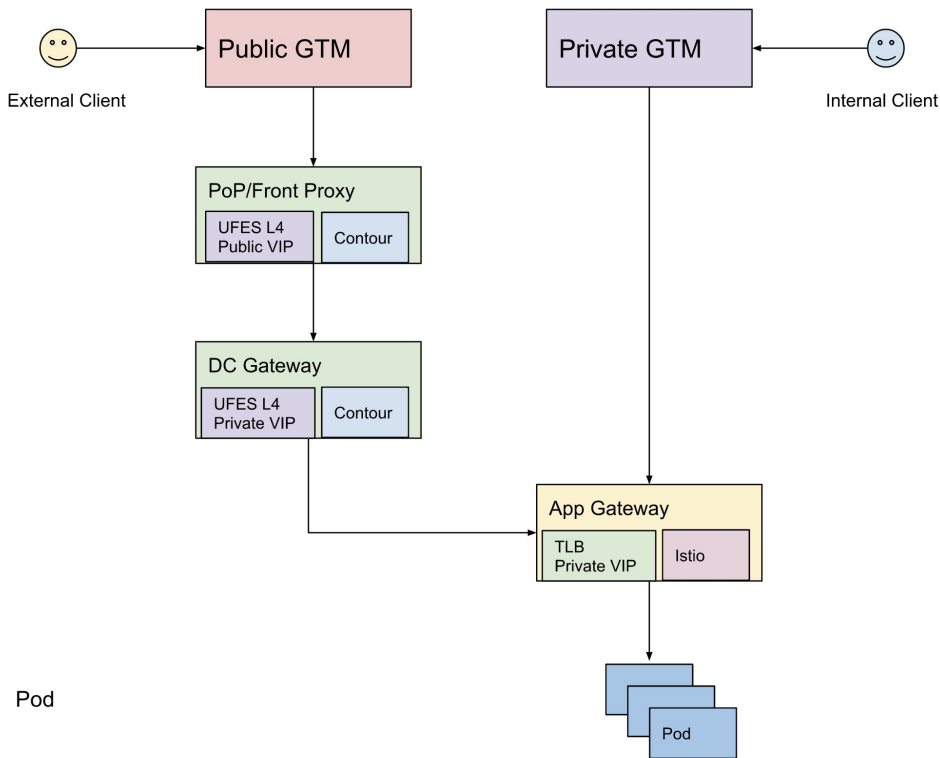 Public GTM
Private GTM
External Client
Internal Client
PoP/Front Proxy
UFES L4
Public VIP
Contour
DC Gateway
UFES L4
Private VIP
Contour
App Gateway
TLB
Private VIP
Istio
Pod
Pod